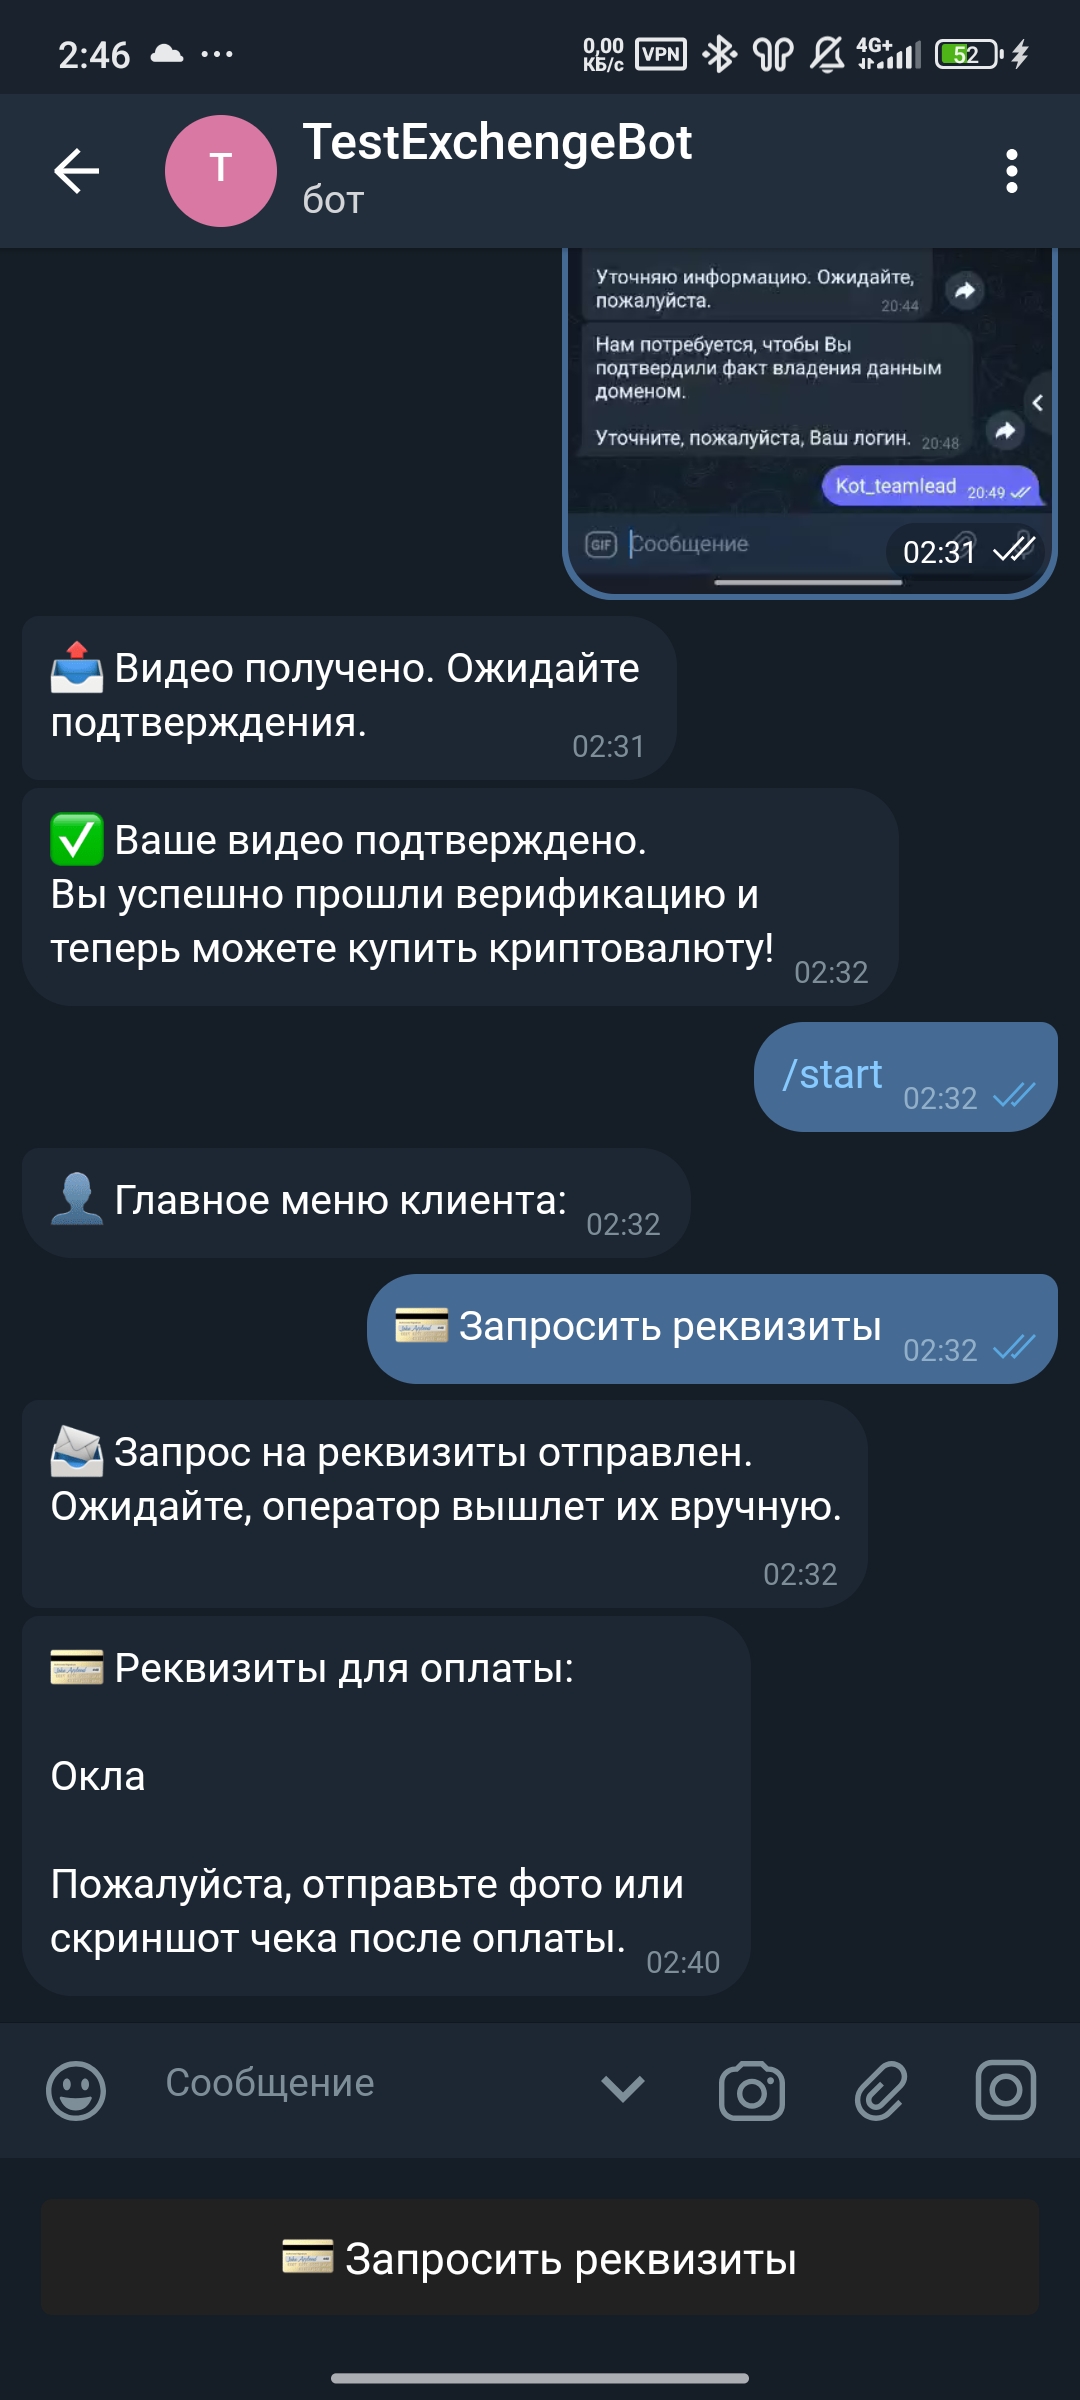 2:46
0,00
КБ/с
VPN
4G+
52
T
TestExchengeBot
бот
Уточняю информацию. Ожидайте,
пожалуйста.
20:44
Нам потребуется, чтобы Вы
подтвердили факт владения данным
доменом.
Уточните, пожалуйста, Ваш логин.
20:48
Kot_teamlead
20:49
GIF
Сообщение
02:31
Видео получено. Ожидайте
подтверждения.
02:31
Ваше видео подтверждено.
Вы успешно прошли верификацию и
теперь можете купить криптовалюту!
02:32
/start
02:32
Главное меню клиента:
02:32
Запросить реквизиты
02:32
Запрос на реквизиты отправлен.
Ожидайте, оператор вышлет их вручную.
02:32
Реквизиты для оплаты:
Окла
Пожалуйста, отправьте фото или
скриншот чека после оплаты.
02:40
Сообщение
Запросить реквизиты